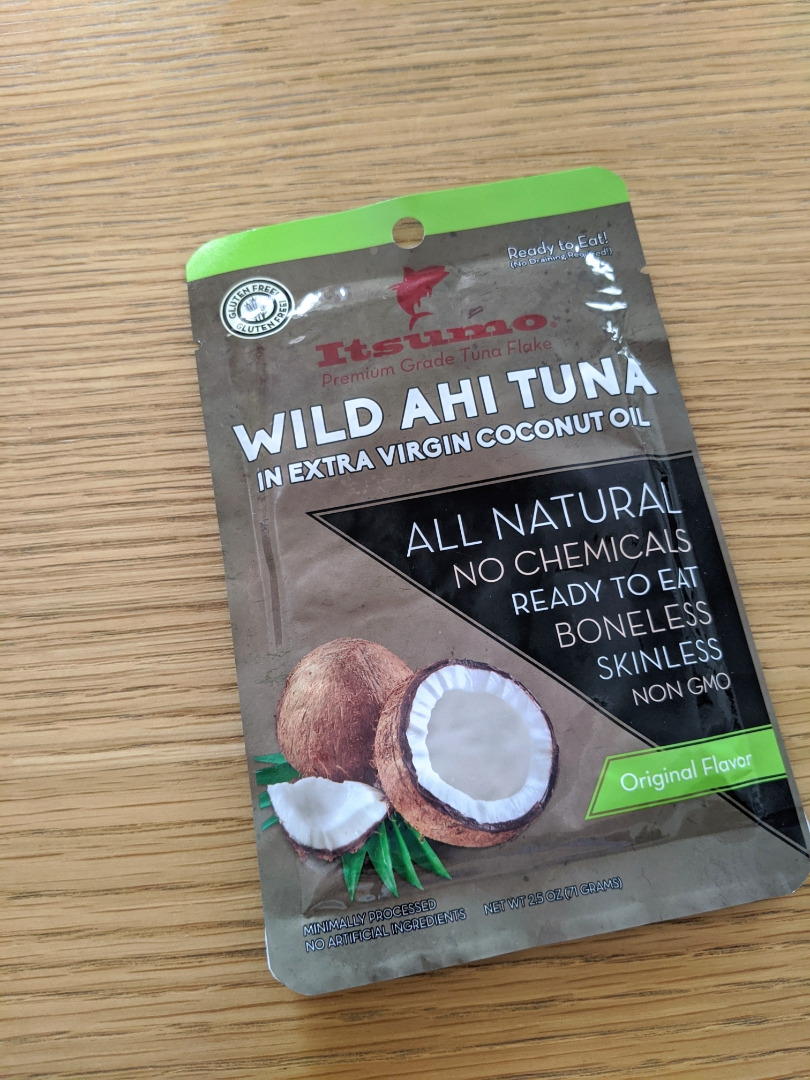 Ready to Eat!
(No Draining Required!)
GLUTEN FREE!
GLUTEN FREE!
Itsumo®
Premium Grade Tuna Flake
WILD AHI TUNA
IN EXTRA VIRGIN COCONUT OIL
ALL NATURAL
NO CHEMICALS
READY TO EAT
BONELESS
SKINLESS
NON GMO
Original Flavor
MINIMALLY PROCESSED
NO ARTIFICIAL INGREDIENTS
NET WT 2.5 OZ (71 GRAMS)